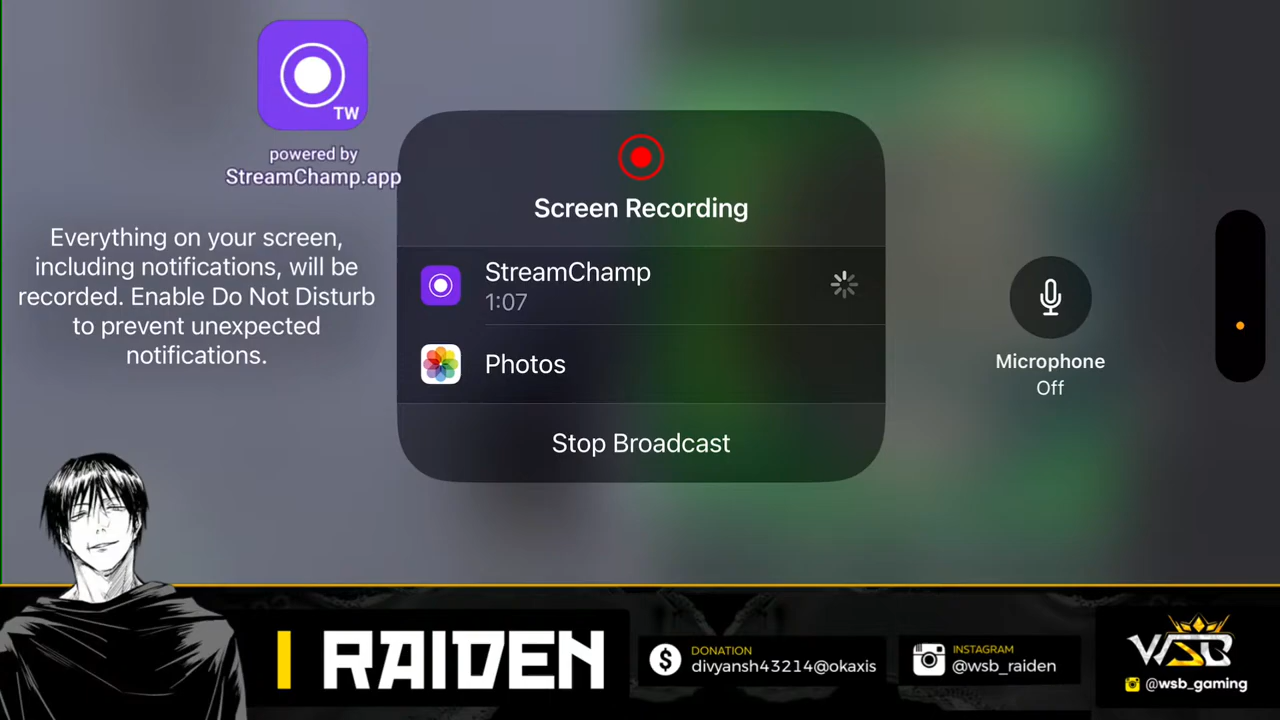 TW
powered by
StreamChamp.app
Everything on your screen,
including notifications, will be
recorded. Enable Do Not Disturb
to prevent unexpected
notifications.
Screen Recording
StreamChamp
1:07
Photos
Stop Broadcast
Microphone
Off
RAIDEN
$
DONATION
divyansh43214@okaxis
INSTAGRAM
@wsb_raiden
WSB
@wsb_gaming